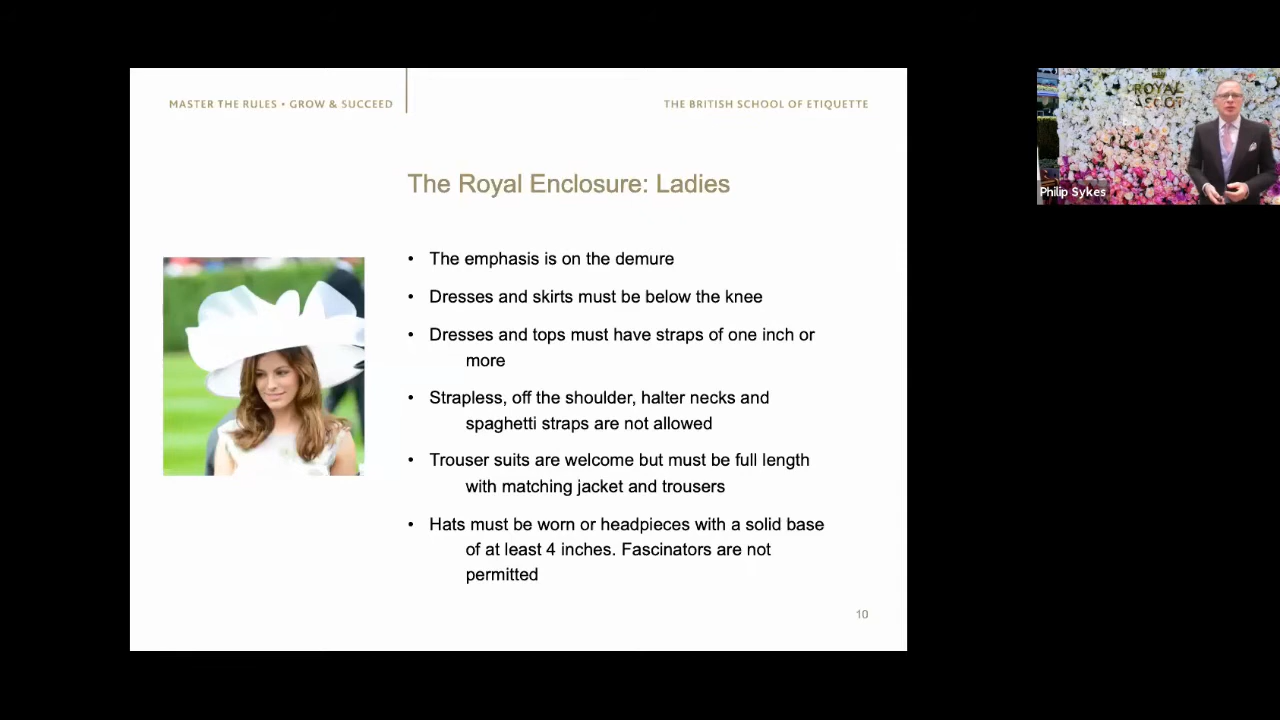 MASTER THE RULES • GROW & SUCCEED
THE BRITISH SCHOOL OF ETIQUETTE
ROYAL
ASCOT
Philip Sykes
The Royal Enclosure: Ladies
• The emphasis is on the demure
• Dresses and skirts must be below the knee
• Dresses and tops must have straps of one inch or
more
• Strapless, off the shoulder, halter necks and
spaghetti straps are not allowed
• Trouser suits are welcome but must be full length
with matching jacket and trousers
• Hats must be worn or headpieces with a solid base
of at least 4 inches. Fascinators are not
permitted
10